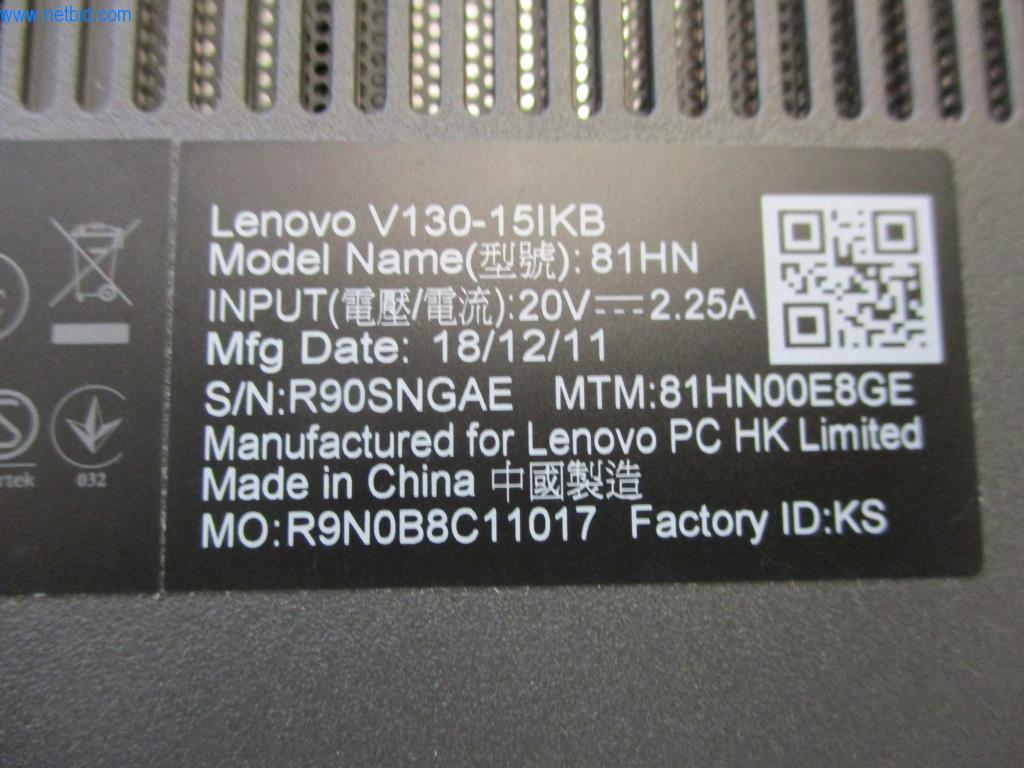 www.netbid.com
Lenovo V130-15IKB
Model Name(型號): 81HN
INPUT(電壓/電流):20V⎓2.25A
Mfg Date: 18/12/11
S/N:R90SNGAE MTM:81HN00E8GE
Manufactured for Lenovo PC HK Limited
Made in China 中國製造
MO:R9N0B8C11017 Factory ID:KS
032